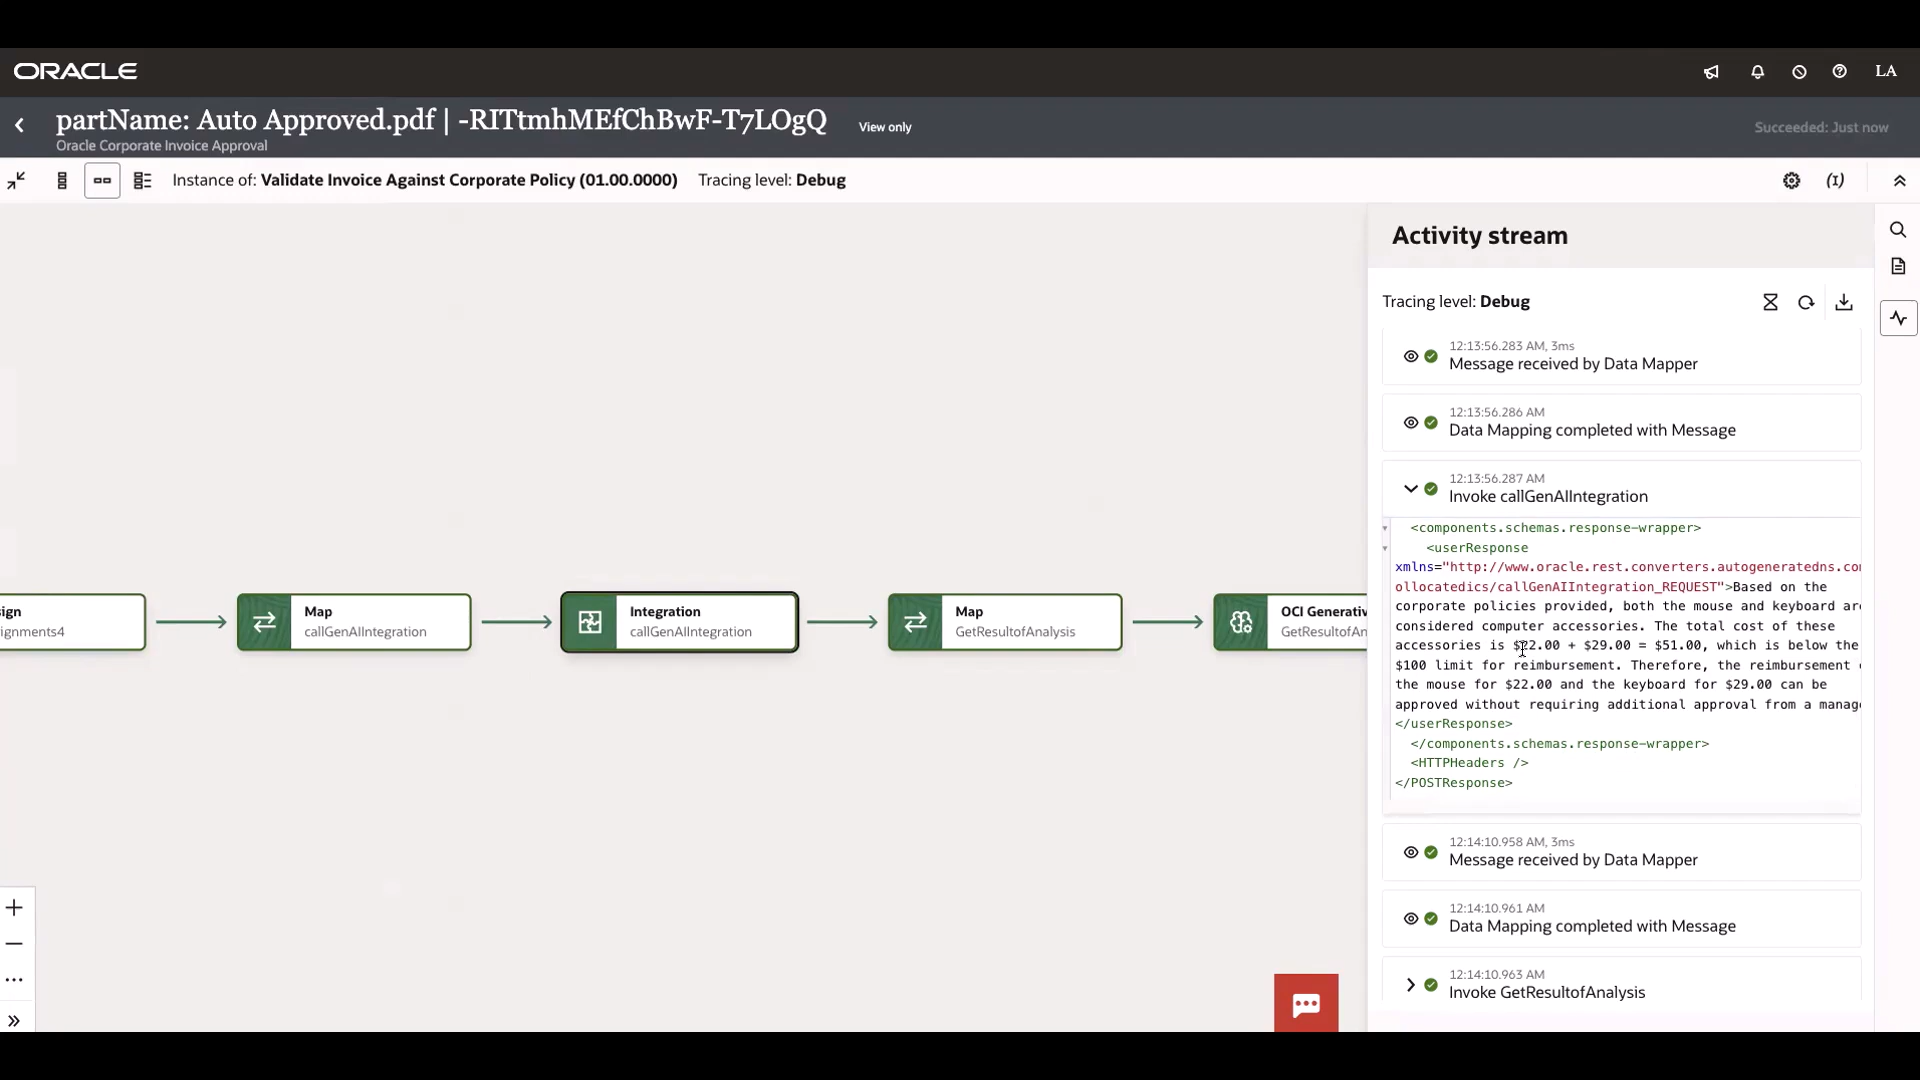 ORACLE
LA
partName: Auto Approved.pdf | -RITtmhMEfChBwF-T7LOgQ
View only
Succeeded: Just now
Oracle Corporate Invoice Approval
Instance of: Validate Invoice Against Corporate Policy (01.00.0000)
Tracing level: Debug
Activity stream
Tracing level: Debug
12:13:56.283 AM, 3ms
Message received by Data Mapper
12:13:56.286 AM
Data Mapping completed with Message
12:13:56.287 AM
Invoke callGenAIIntegration
<components.schemas.response-wrapper>
<userResponse
xmlns="http://www.oracle.rest.converters.autogeneratedns.co
ollocatedics/callGenAIIntegration_REQUEST">Based on the
corporate policies provided, both the mouse and keyboard are
considered computer accessories. The total cost of these
accessories is $22.00 + $29.00 = $51.00, which is below the
$100 limit for reimbursement. Therefore, the reimbursement
the mouse for $22.00 and the keyboard for $29.00 can be
approved without requiring additional approval from a manag
</userResponse>
</components.schemas.response-wrapper>
<HTTPHeaders />
</POSTResponse>
12:14:10.958 AM, 3ms
Message received by Data Mapper
12:14:10.961 AM
Data Mapping completed with Message
12:14:10.963 AM
Invoke GetResultofAnalysis
sign
ignments4
Map
callGenAIIntegration
Integration
callGenAIIntegration
Map
GetResultofAnalysis
OCI Generativ
GetResultofAn